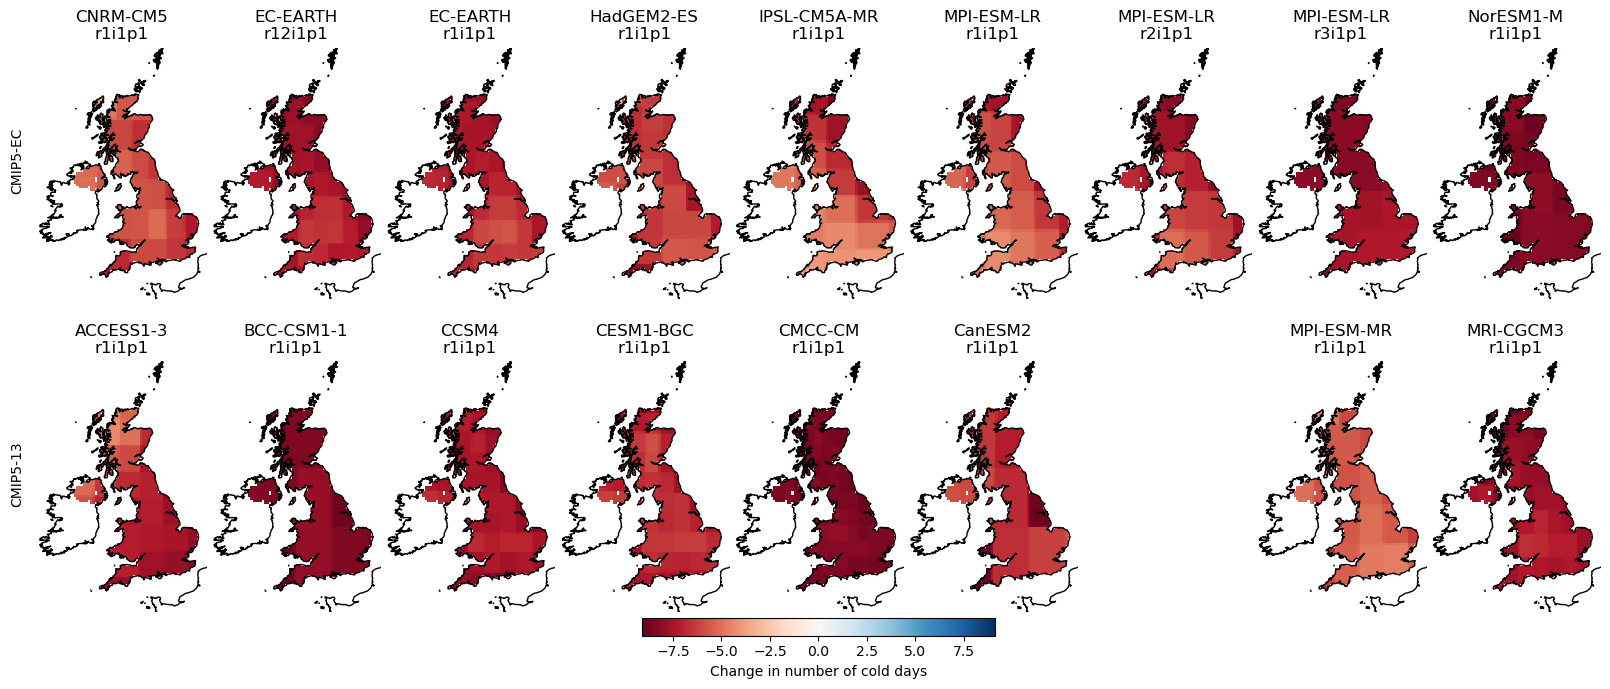 CNRM-CM5
r1i1p1
EC-EARTH
r12i1p1
EC-EARTH
r1i1p1
HadGEM2-ES
r1i1p1
IPSL-CM5A-MR
r1i1p1
MPI-ESM-LR
r1i1p1
MPI-ESM-LR
r2i1p1
MPI-ESM-LR
r3i1p1
NorESM1-M
r1i1p1
CMIP5-EC
ACCESS1-3
r1i1p1
BCC-CSM1-1
r1i1p1
CCSM4
r1i1p1
CESM1-BGC
r1i1p1
CMCC-CM
r1i1p1
CanESM2
r1i1p1
MPI-ESM-MR
r1i1p1
MRI-CGCM3
r1i1p1
CMIP5-13
−7.5 −5.0 −2.5 0.0 2.5 5.0 7.5
Change in number of cold days